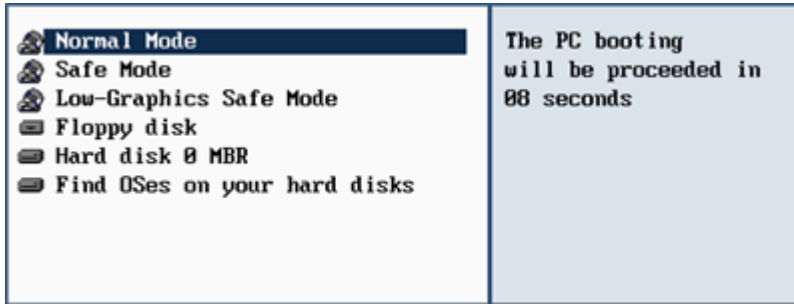 Normal Mode
Safe Mode
Low-Graphics Safe Mode
Floppy disk
Hard disk 0 MBR
Find OSes on your hard disks
The PC booting
will be proceeded in
08 seconds